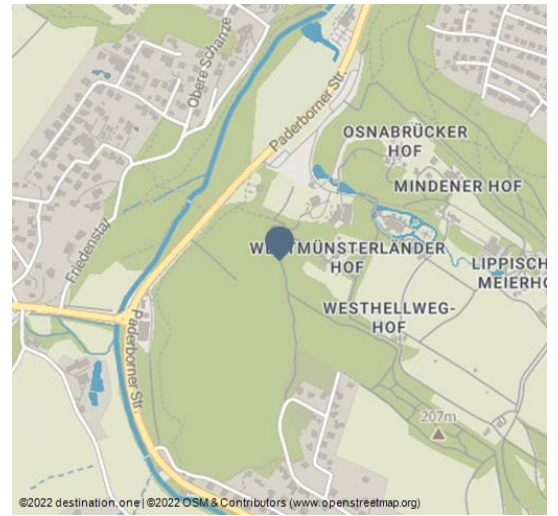 Obere Schanze
Paderborner Str.
OSNABRÜCKER
HOF
MINDENER HOF
Friedenstal
HOF
LIPPISCH
MEIERHO
WESTHELLWEG-
HOF
Paderborner Str.
207m
©2022 destination.one | ©2022 OSM & Contributors (www.openstreetmap.org)